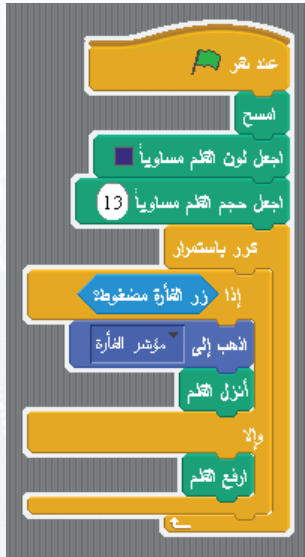 عند نقر
امسح
اجعل لون القلم مساوياً
اجعل حجم القلم مساوياً 13
كرر باستمرار
إذا زر الفأرة مضغوط؟
اذهب إلى مؤشر الفأرة
أنزل القلم
وإلا
ارفع القلم